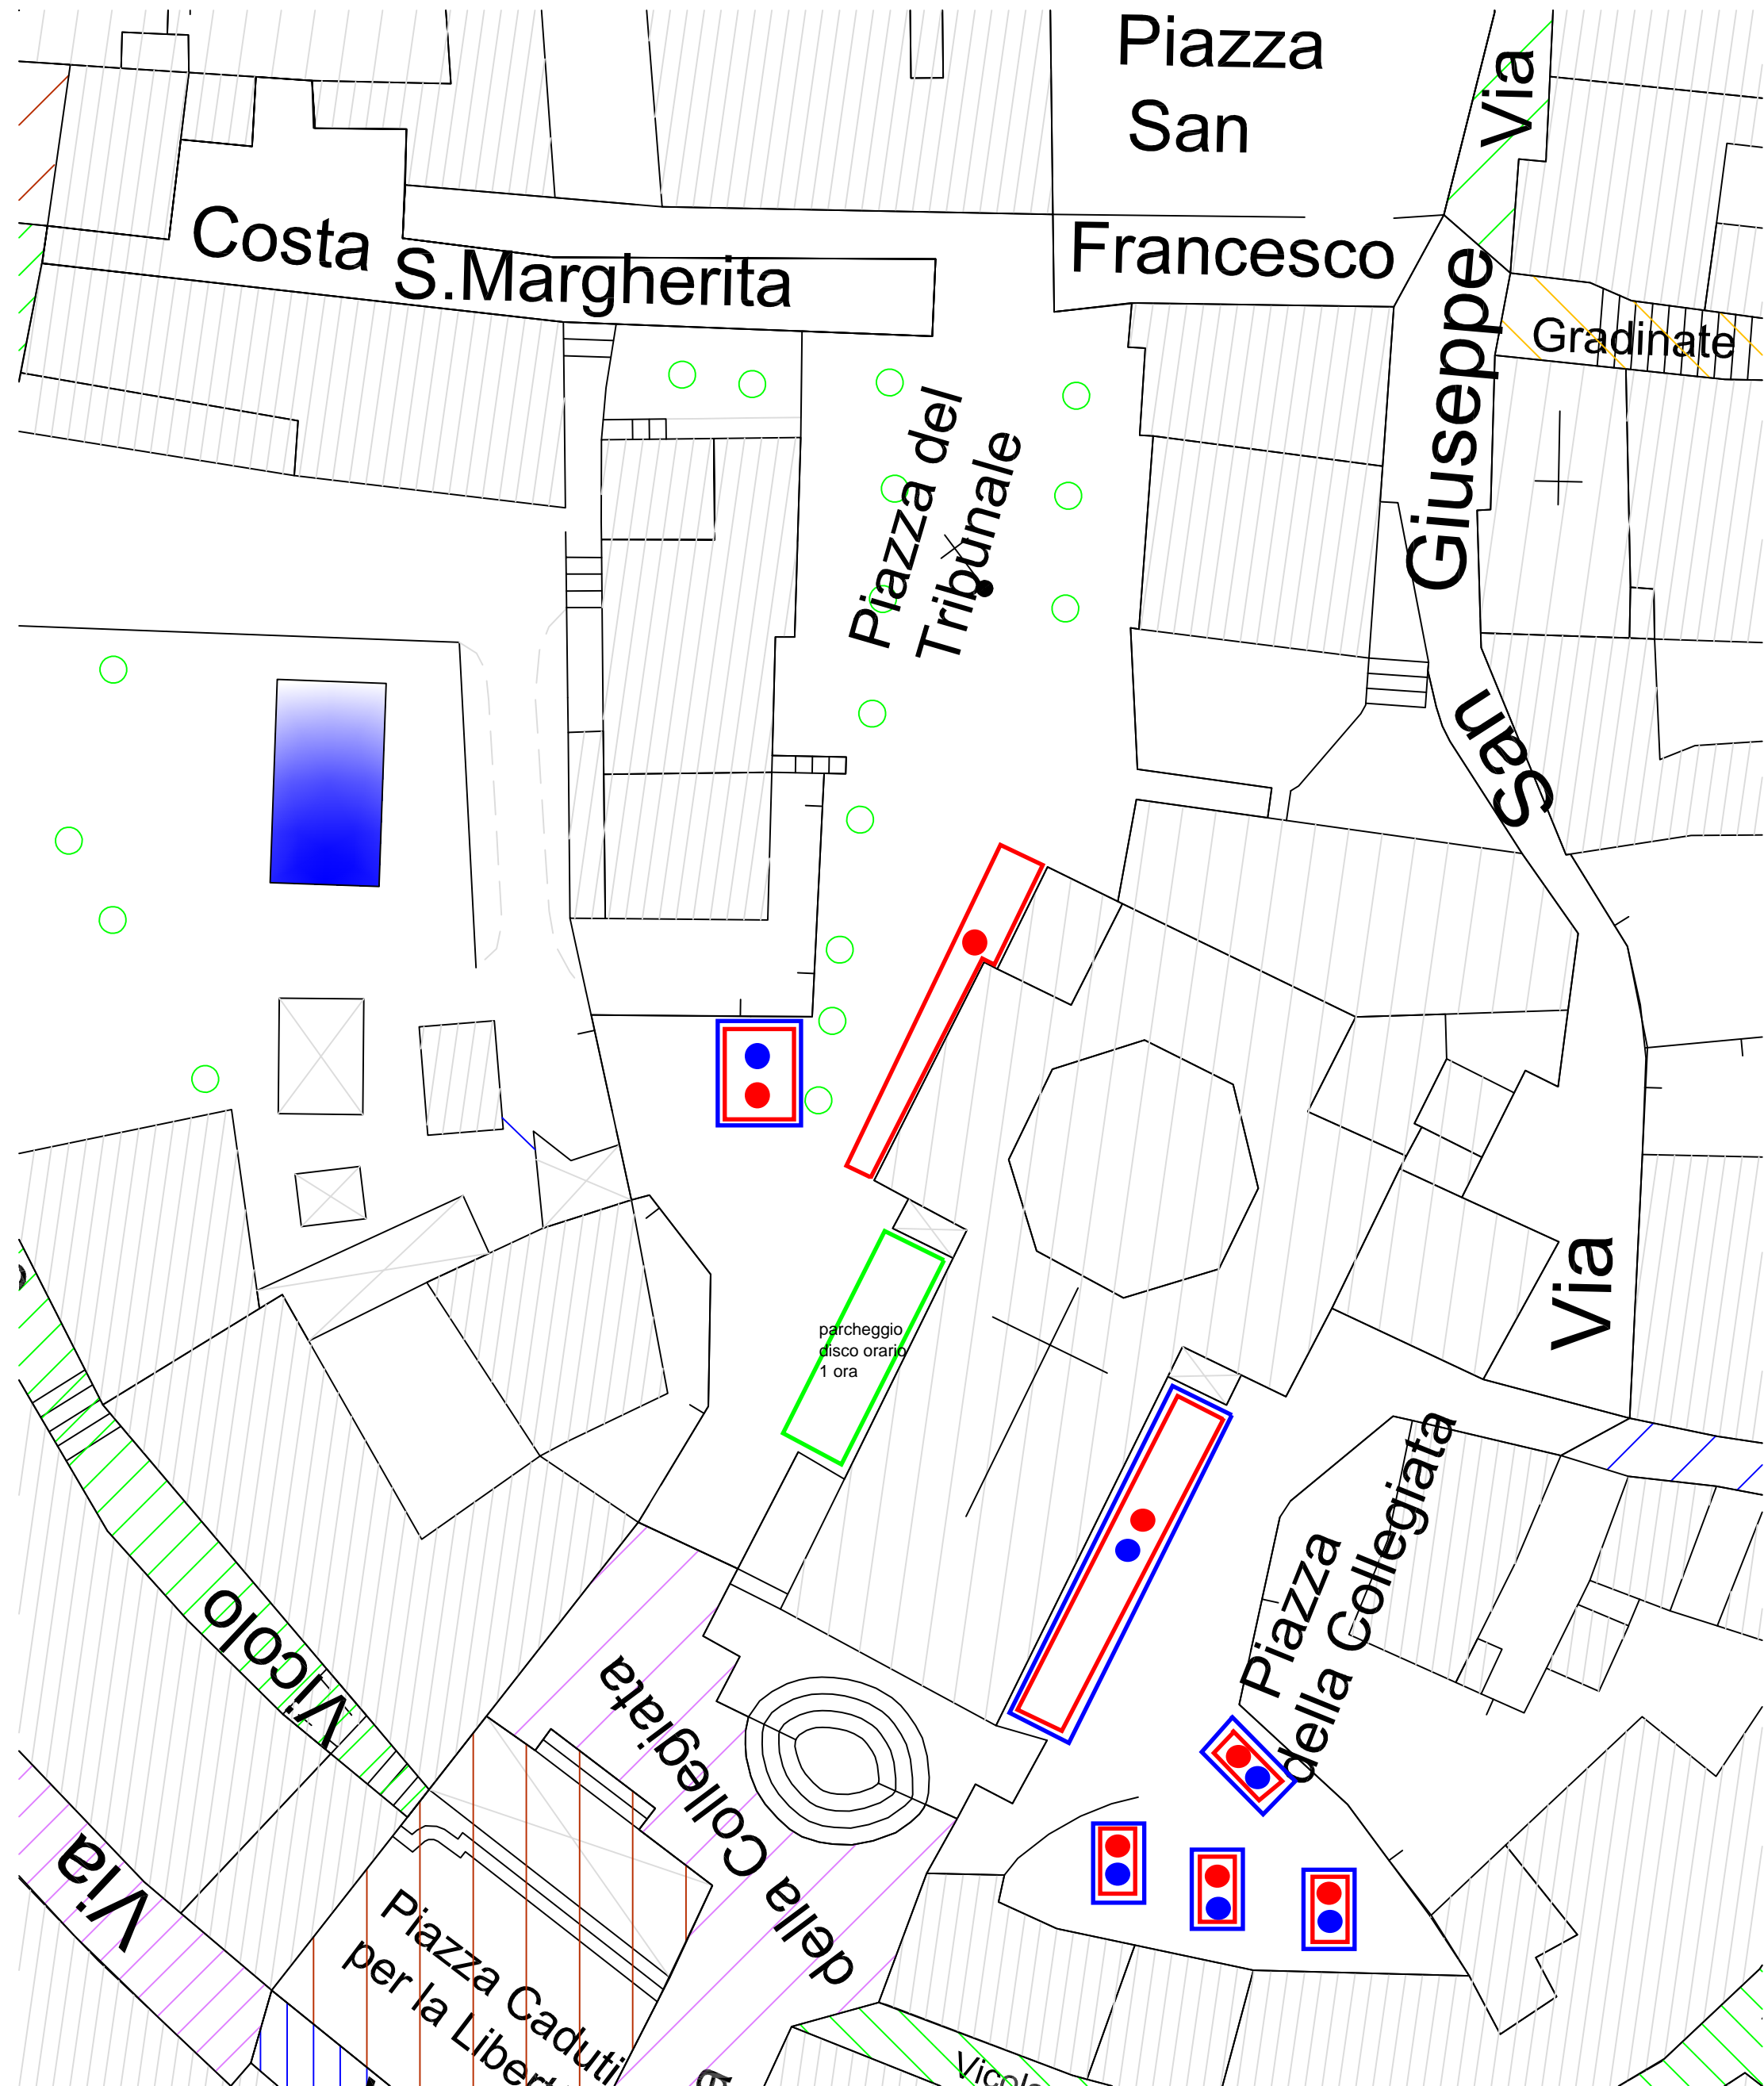 Piazza
San
Francesco
Via
Costa
S.Margherita
Giuseppe
Gradinate
Piazza del
Tribunale
San
parcheggio
disco orario
1 ora
Via
Piazza
della Collegiata
Vicolo
della Collegiata
Via
Piazza Caduti
per la Libert
Vicolo